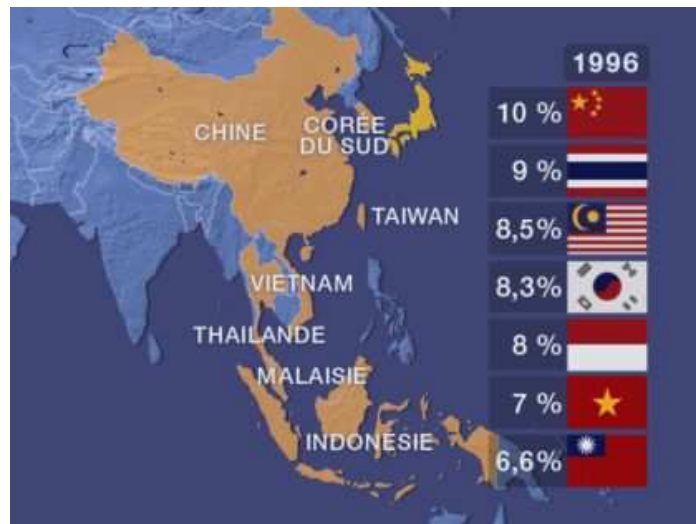 1996
CHINE
CORÉE
DU SUD
TAIWAN
VIETNAM
THAILANDE
MALAISIE
INDONÉSIE
10 %
9 %
8,5%
8,3%
8 %
7 %
6,6%